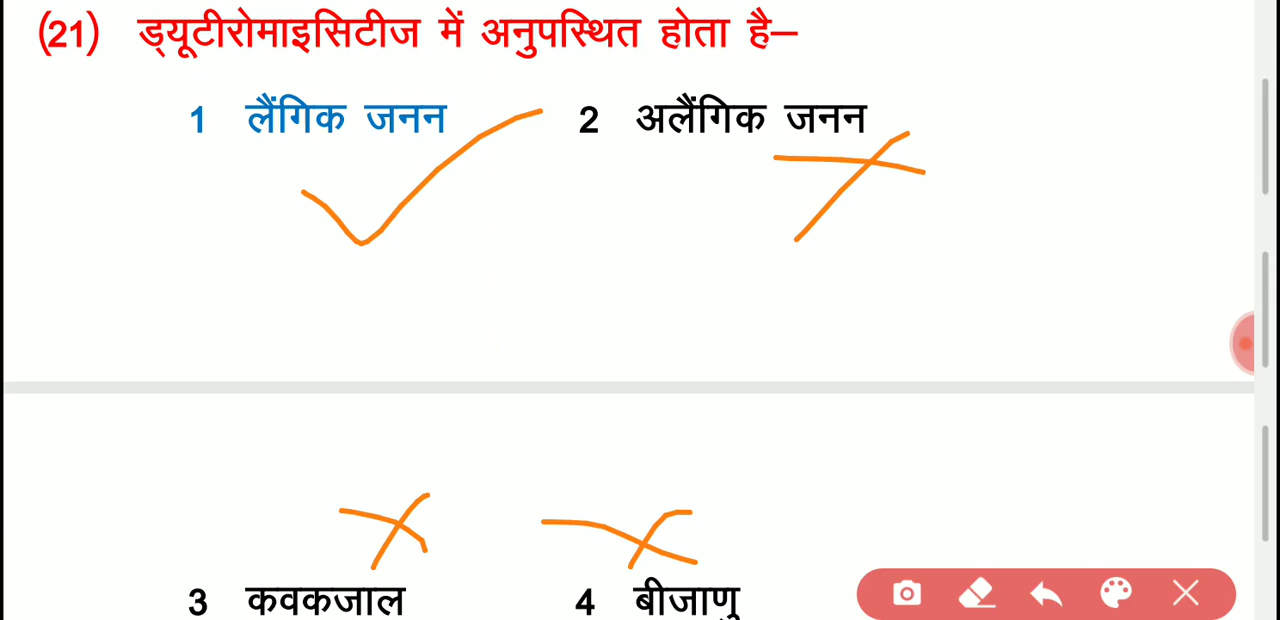 (21) ड्यूटीरोमाइसिटीज में अनुपस्थित होता है–
1 लैंगिक जनन 2 अलैंगिक जनन
3 कवकजाल 4 बीजाणु